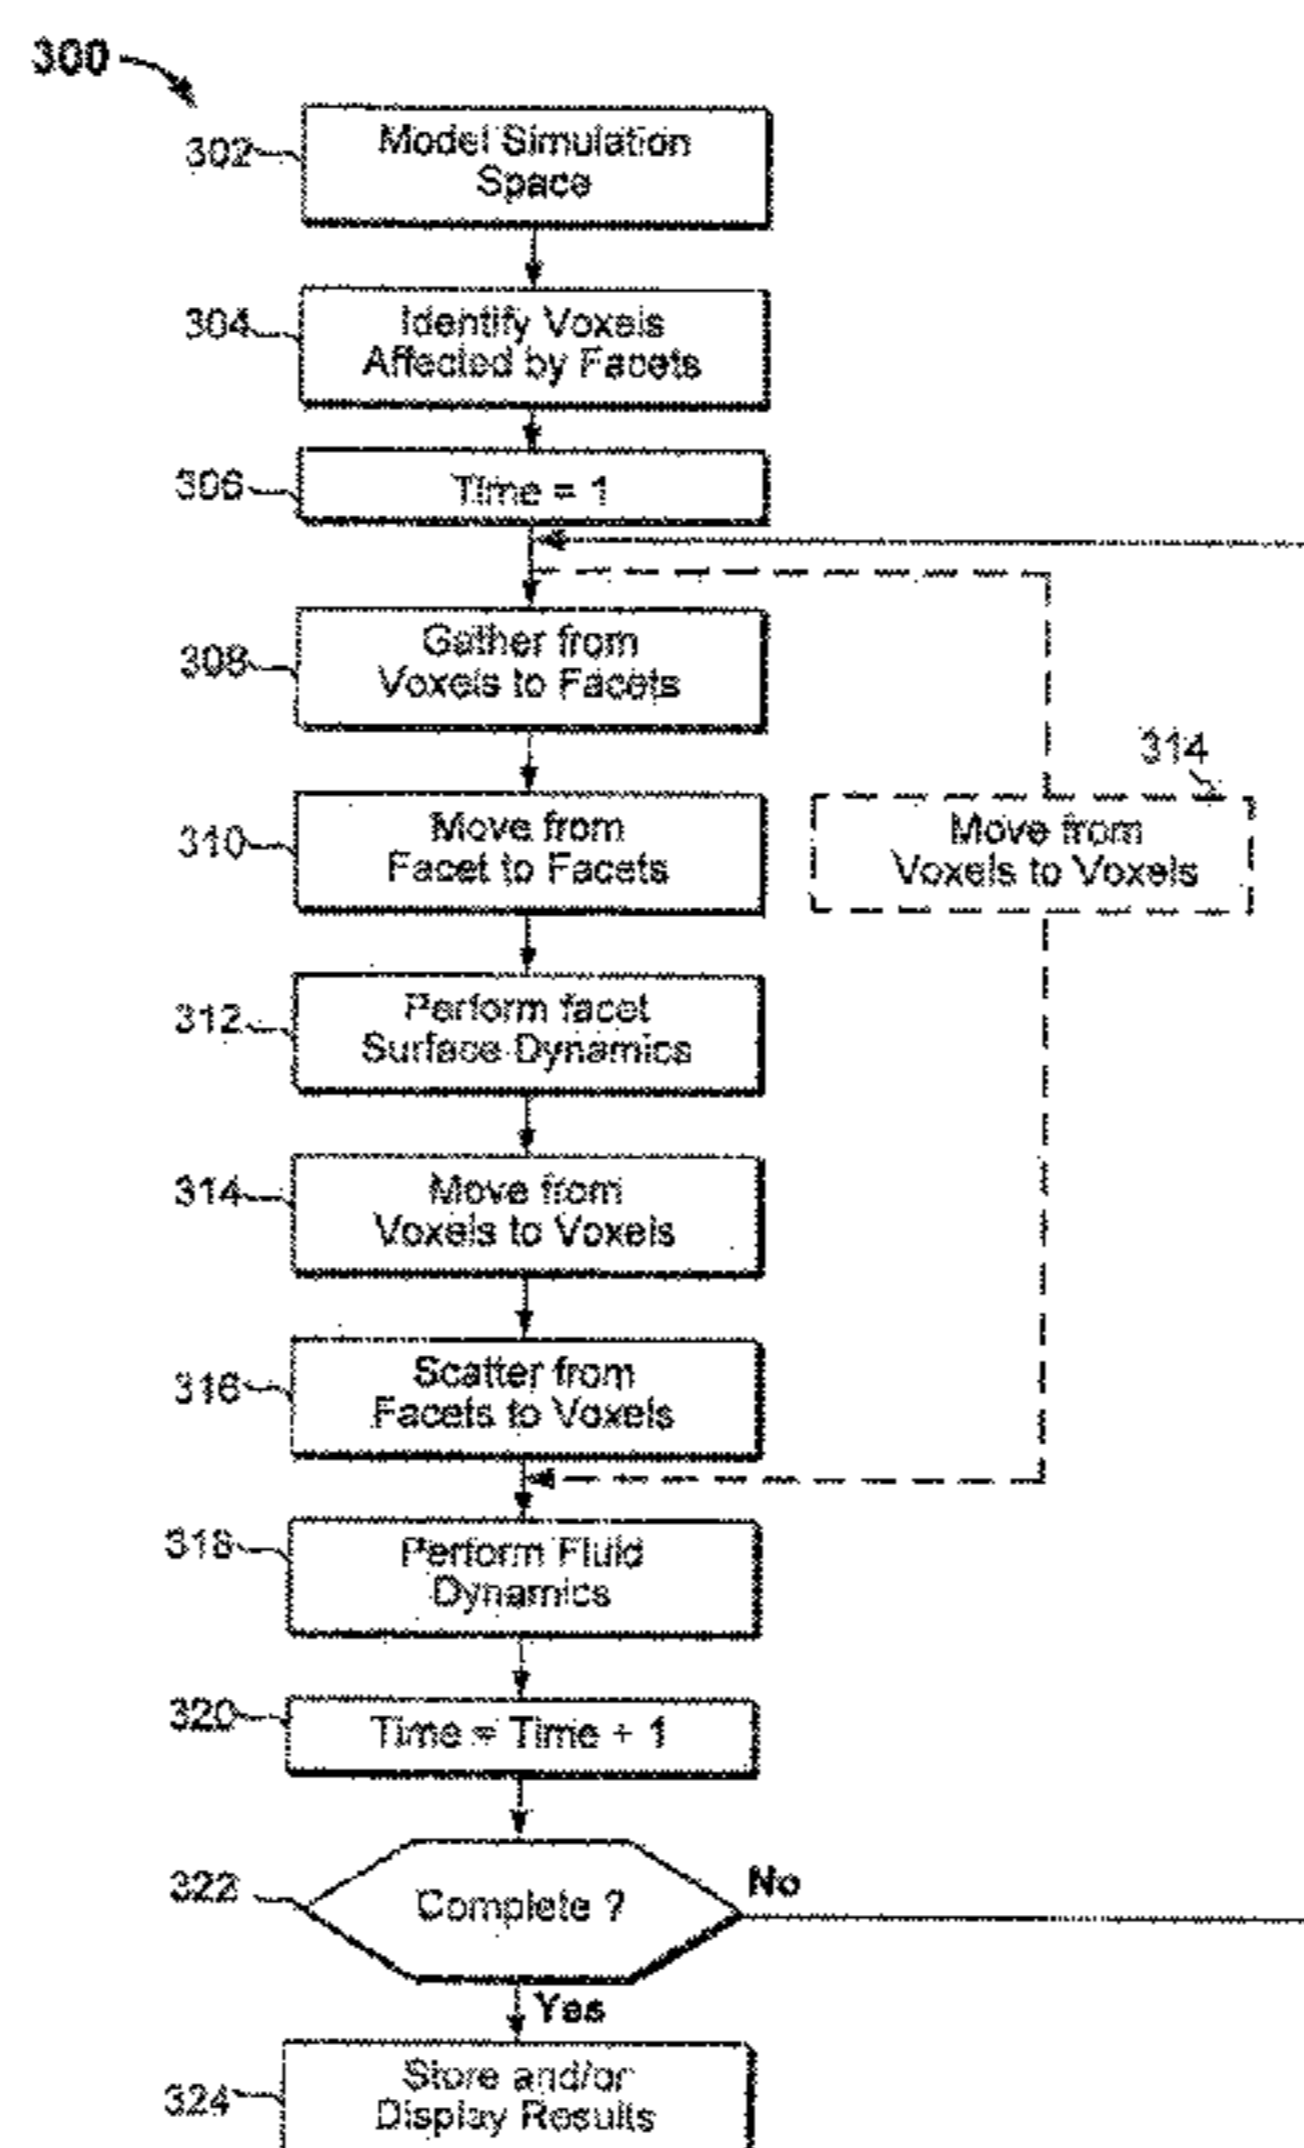 300
302
Model Simulation
Space
304
Identify Voxels
Affected by Facets
306
Time = 1
308
Gather from
Voxels to Facets
310
Move from
Facet to Facets
314
Move from
Voxels to Voxels
312
Perform facet
Surface Dynamics
314
Move from
Voxels to Voxels
316
Scatter from
Facets to Voxels
318
Perform Fluid
Dynamics
320
Time = Time + 1
322
Complete ?
No
Yes
324
Store and/or
Display Results